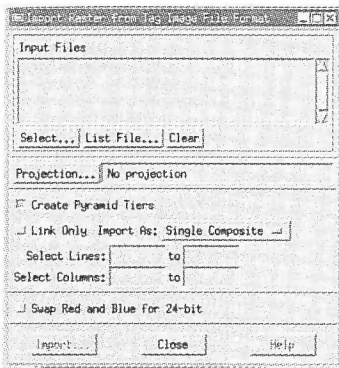 Import Raster from Tag Image File Format
Input Files
Select... List File... Clear
Projection... No projection
Create Pyramid Tiers
Link Only Import As: Single Composite
Select Lines: to
Select Columns: to
Swap Red and Blue for 24-bit
Import... Close Help